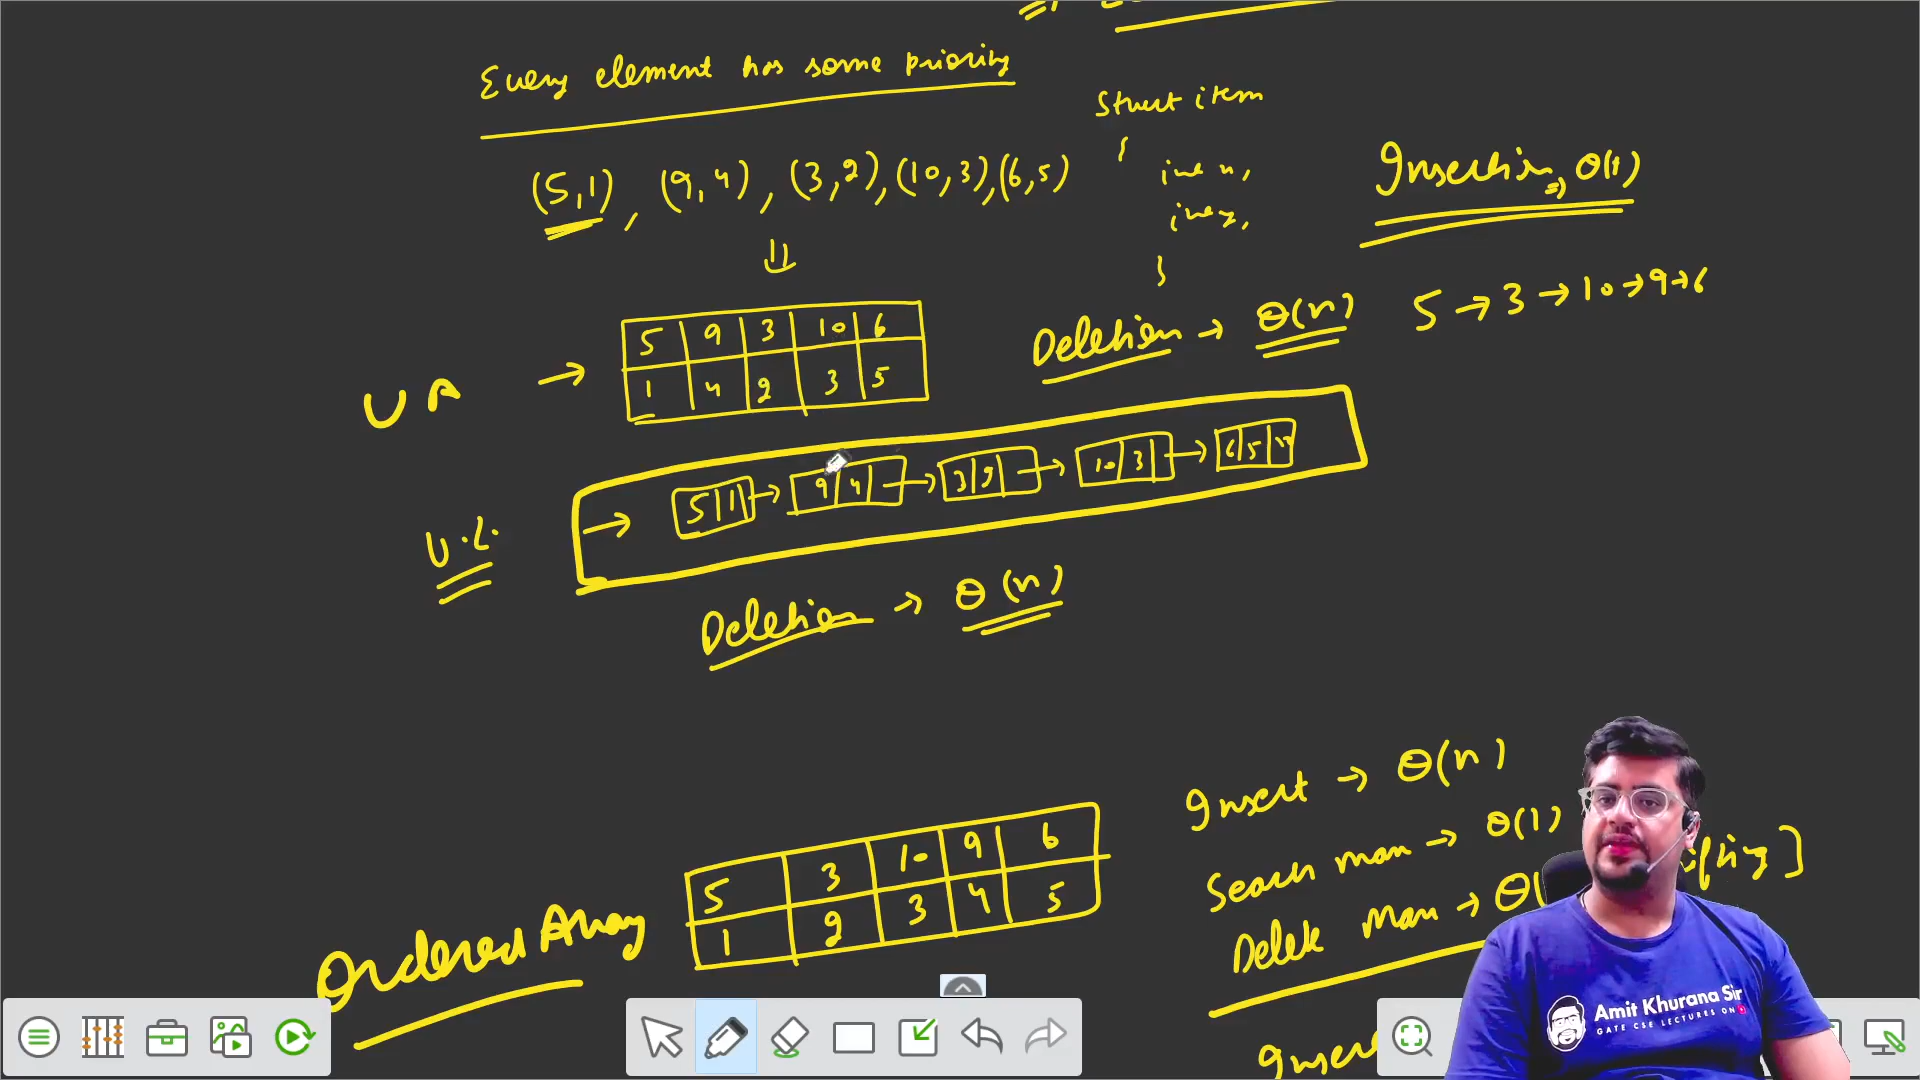 Every element has some priority
(5,1), (9,4), (3,2), (10,3), (6,5)
Struct item
{
int x,
int y,
}
Insertion, θ(1)
Deletion → θ(n)
5 → 3 → 10 → 9 → 6
UA →
5 9 3 10 6
1 4 2 3 5
U.L.
→ 5|1 → 9|4 → 3|2 → 10|3 → 6|5
Deletion → θ(n)
Ordered Array
5 3 10 9 6
1 2 3 4 5
Insert → θ(n)
Search max → θ(1)
Delete max → θ(
ifting]
Inser
Amit Khurana Sir
GATE CSE LECTURES ON